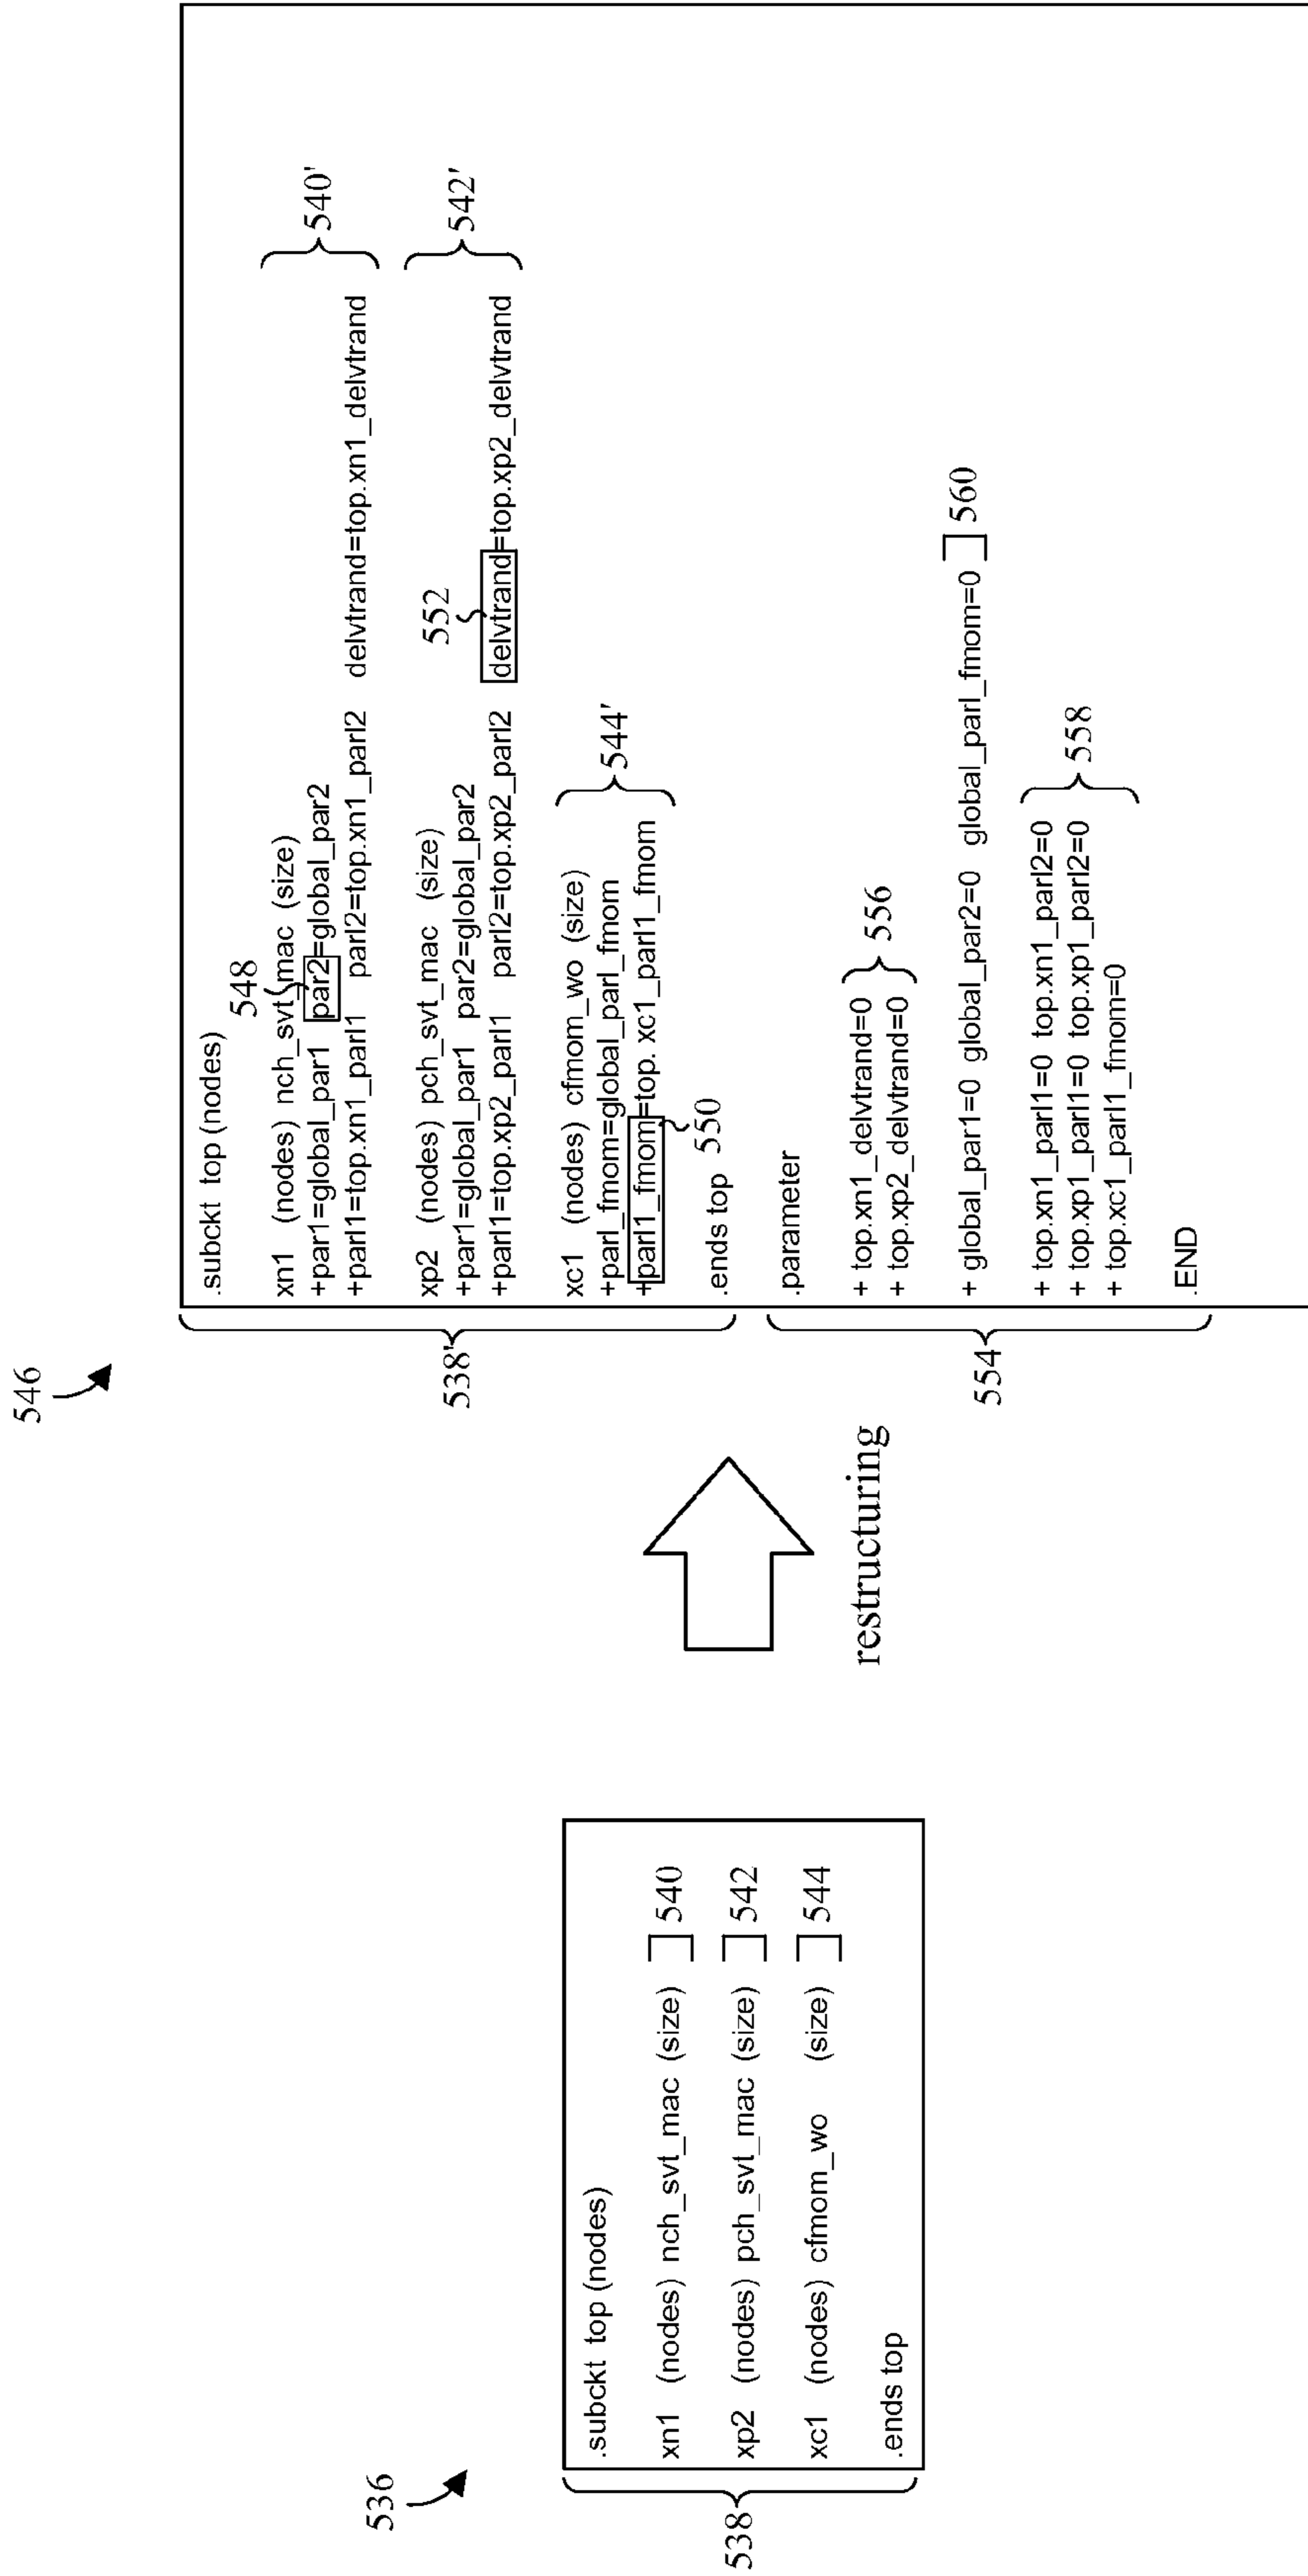 536
538
.subckt top (nodes)
xn1 (nodes) nch_svt_mac (size) 540
xp2 (nodes) pch_svt_mac (size) 542
xc1 (nodes) cfmom_wo (size) 544
.ends top
restructuring
546
538'
.subckt top (nodes)
548
xn1 (nodes) nch_svt_mac (size)
+par1=global_par1 par2=global_par2
+parl1=top.xn1_parl1 parl2=top.xn1_parl2 delvtrand=top.xn1_delvtrand
540'
552
xp2 (nodes) pch_svt_mac (size)
+par1=global_par1 par2=global_par2
+parl1=top.xp2_parl1 parl2=top.xp2_parl2 delvtrand=top.xp2_delvtrand
542'
xc1 (nodes) cfmom_wo (size)
+parl_fmom=global_parl_fmom
+parl1_fmom=top. xc1_parl1_fmom
544'
550
.ends top
554
.parameter
+ top.xn1_delvtrand=0
+ top.xp2_delvtrand=0
556
+ global_par1=0 global_par2=0 global_parl_fmom=0 560
+ top.xn1_parl1=0 top.xn1_parl2=0
+ top.xp1_parl1=0 top.xp1_parl2=0
+ top.xc1_parl1_fmom=0
558
.END